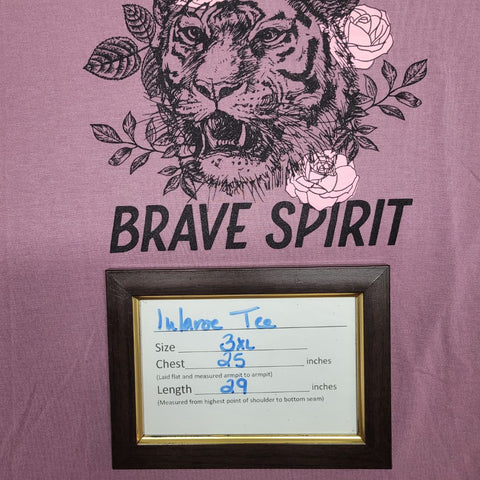 BRAVE SPIRIT
Lularoe Tee
Size 3XL
Chest 25 inches
(Laid flat and measured armpit to armpit)
Length 29 inches
(Measured from highest point of shoulder to bottom seam)